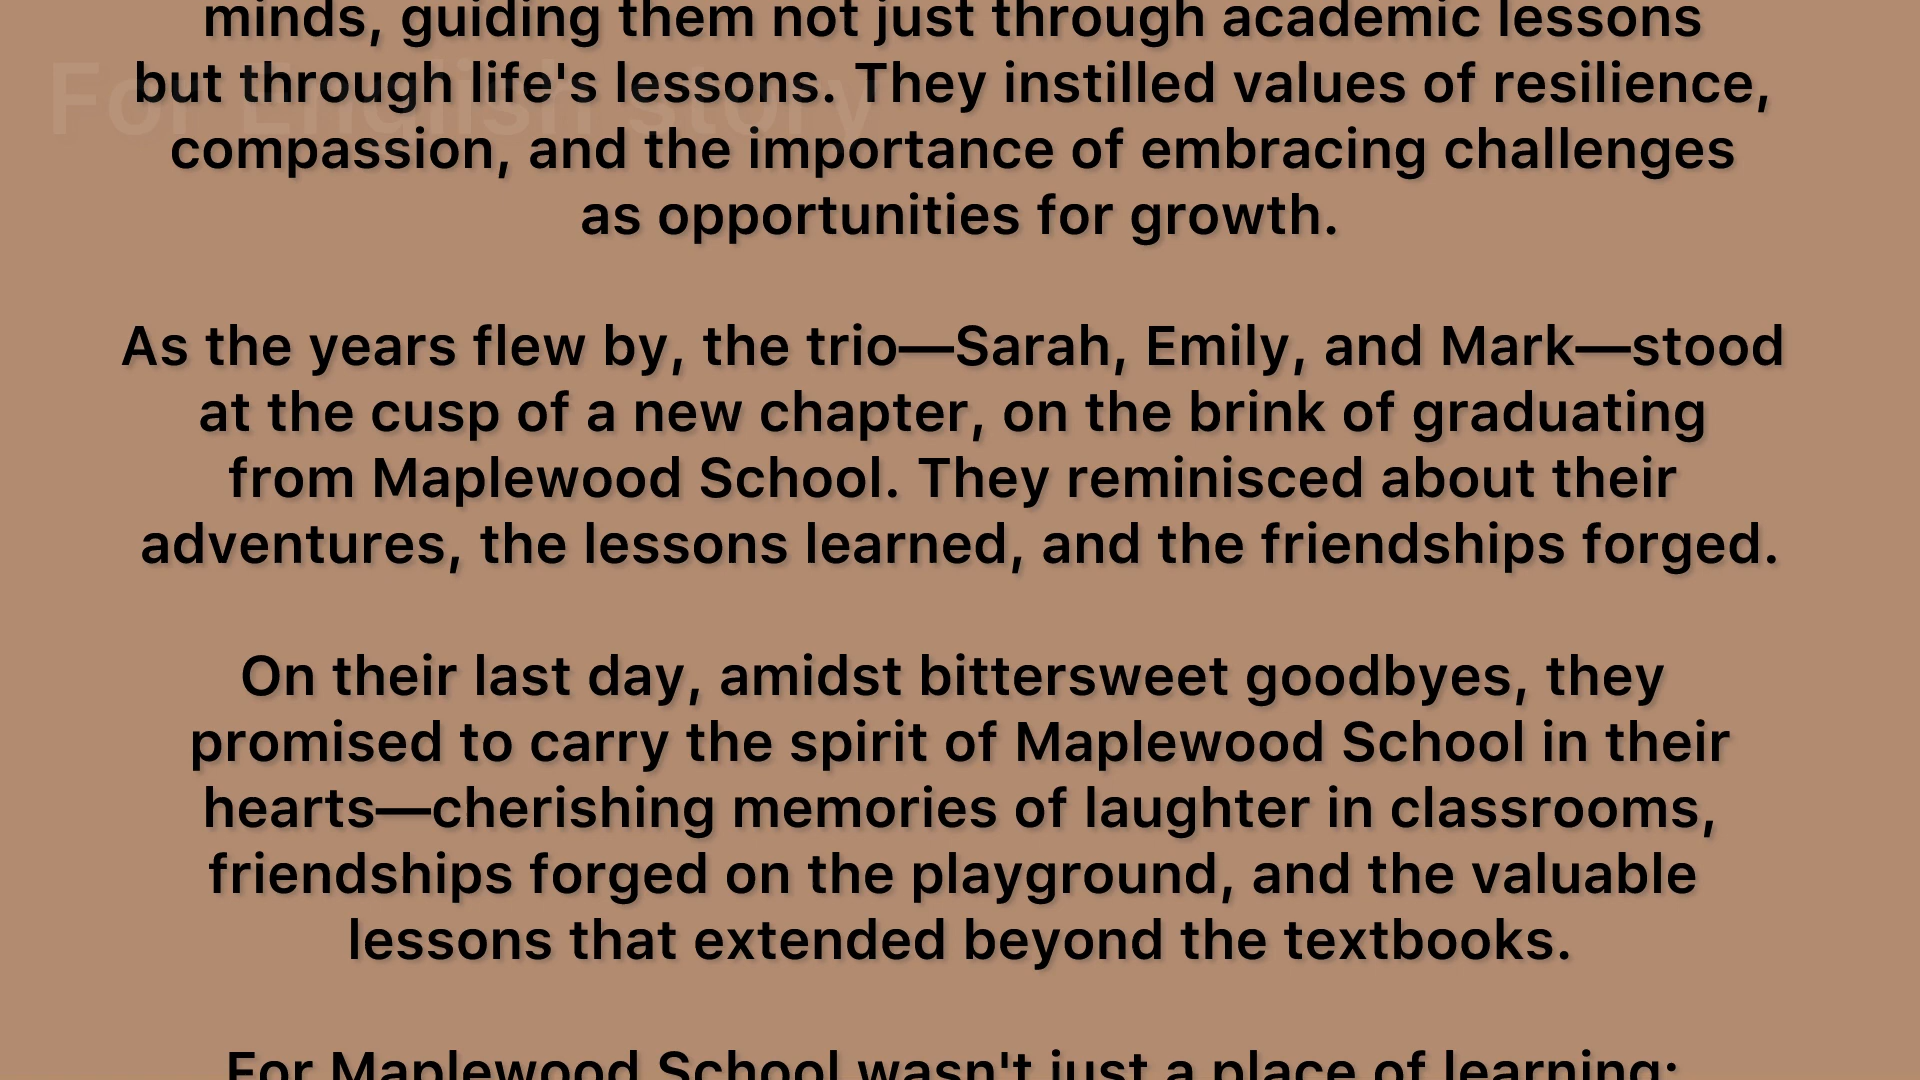 minds, guiding them not just through academic lessons
For English story
but through life's lessons. They instilled values of resilience,
compassion, and the importance of embracing challenges
as opportunities for growth.
As the years flew by, the trio—Sarah, Emily, and Mark—stood
at the cusp of a new chapter, on the brink of graduating
from Maplewood School. They reminisced about their
adventures, the lessons learned, and the friendships forged.
On their last day, amidst bittersweet goodbyes, they
promised to carry the spirit of Maplewood School in their
hearts—cherishing memories of laughter in classrooms,
friendships forged on the playground, and the valuable
lessons that extended beyond the textbooks.
For Maplewood School wasn't just a place of learning;